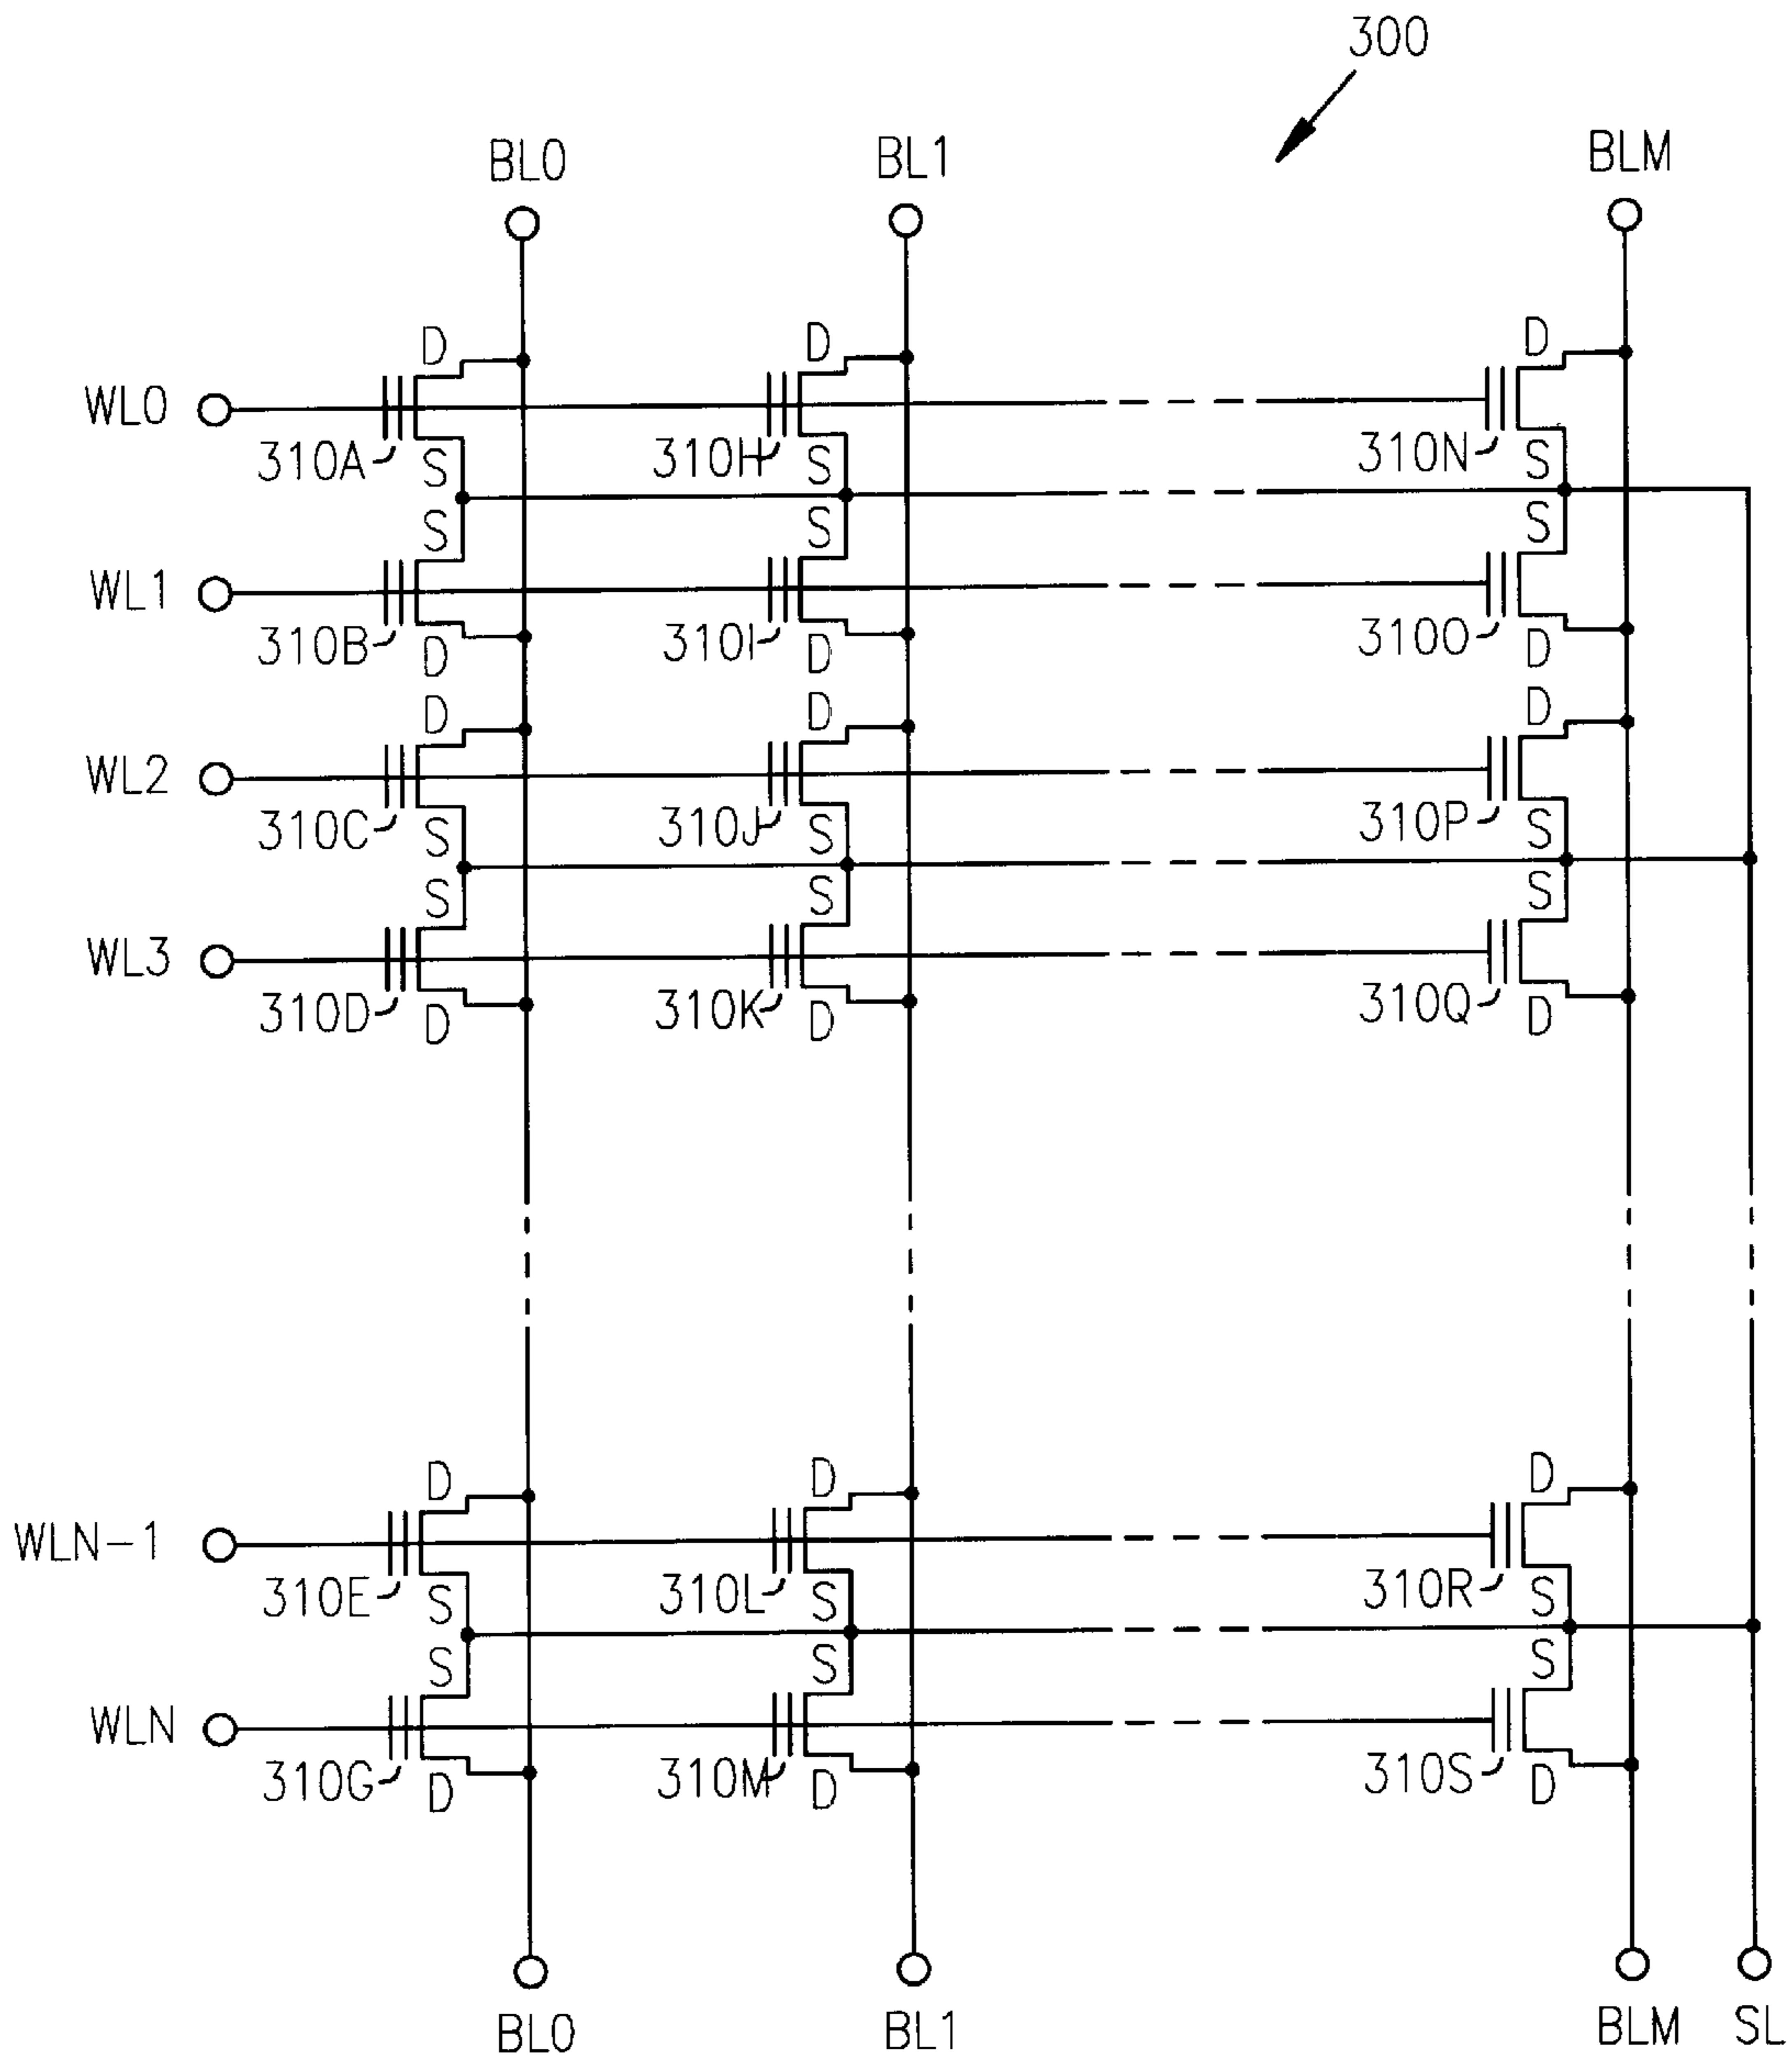 300
BL0 BL1 BLM
D D D
WL0
310A 310H 310N
S S S
S S S
WL1
310B 310I 310O
D D D
D D D
WL2
310C 310J 310P
S S S
S S S
WL3
310D 310K 310Q
D D D
D D D
WLN-1
310E 310L 310R
S S S
S S S
WLN
310G 310M 310S
D D D
BL0 BL1 BLM SL